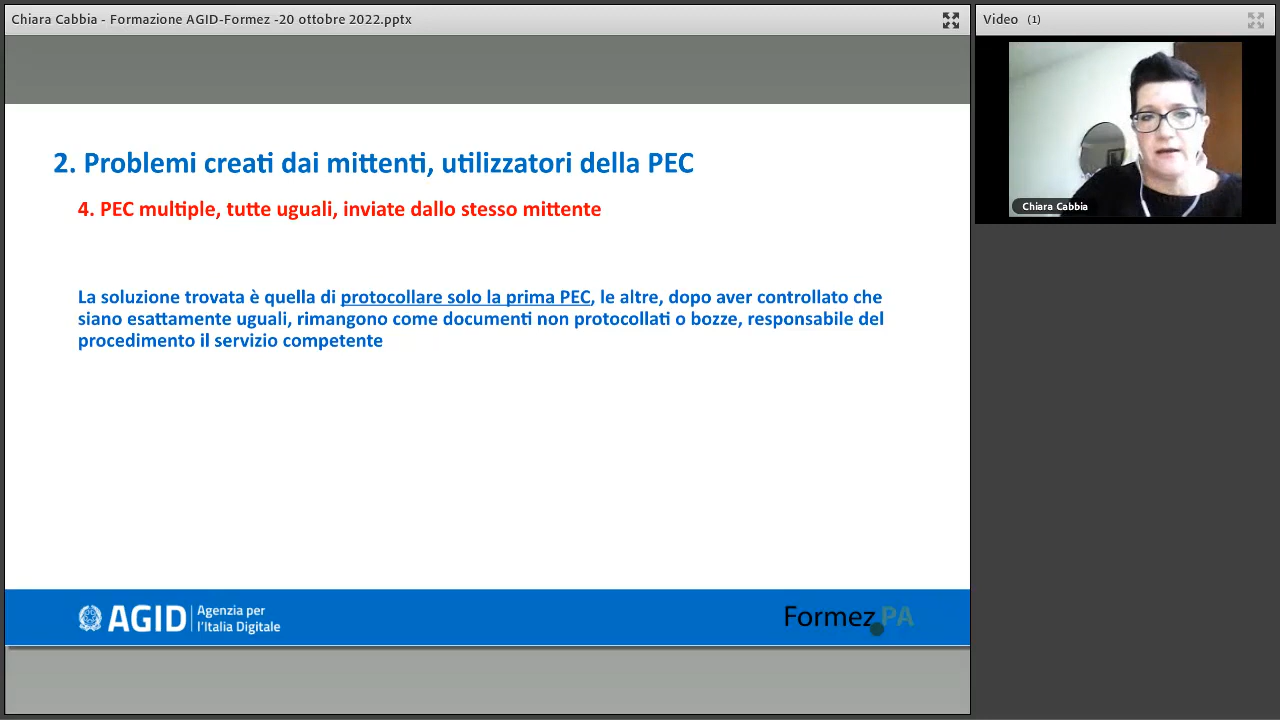 Chiara Cabbia - Formazione AGID-Formez -20 ottobre 2022.pptx
Video (1)
Chiara Cabbia
2. Problemi creati dai mittenti, utilizzatori della PEC
4. PEC multiple, tutte uguali, inviate dallo stesso mittente
La soluzione trovata è quella di protocollare solo la prima PEC, le altre, dopo aver controllato che
siano esattamente uguali, rimangono come documenti non protocollati o bozze, responsabile del
procedimento il servizio competente
AGID
Agenzia per
l'Italia Digitale
Formez PA